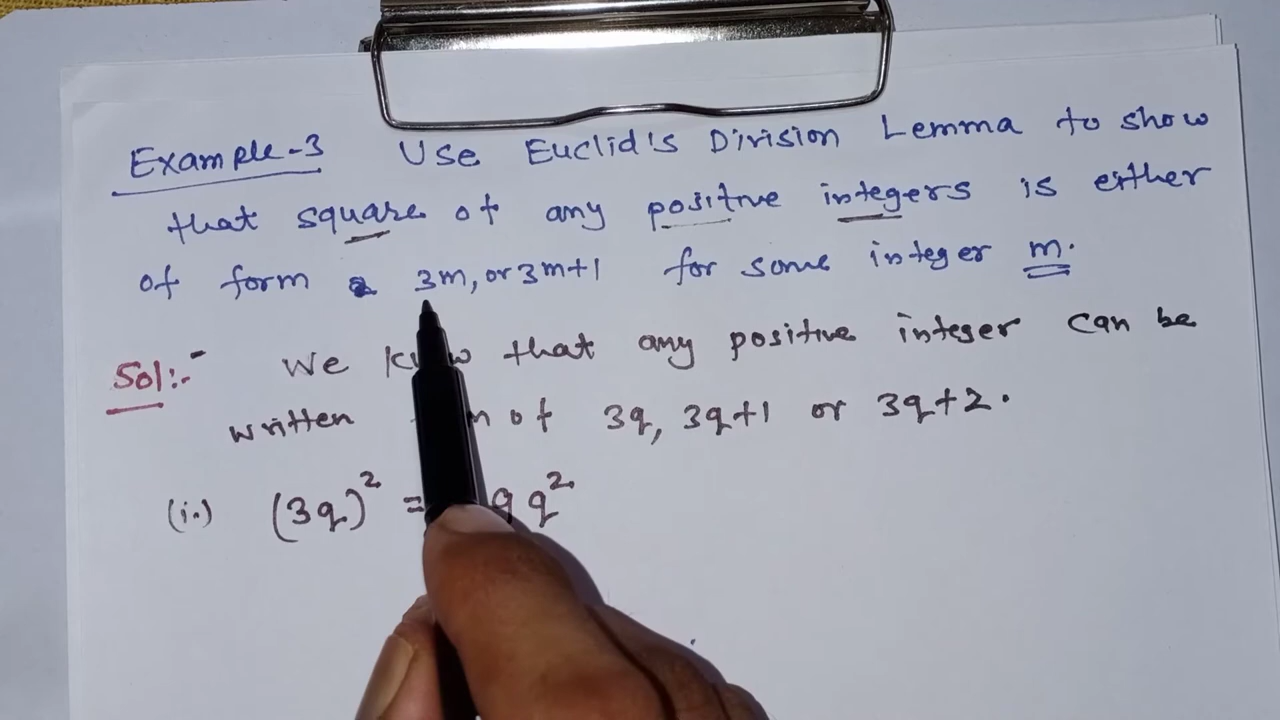 Example-3 Use Euclid's Division Lemma to show
that square of any positive integers is either
of form 3m, or 3m+1 for some integer m.
Sol:- We know that any positive integer can be
written of 3q, 3q+1 or 3q+2.
(i.) (3q)² = 9q²